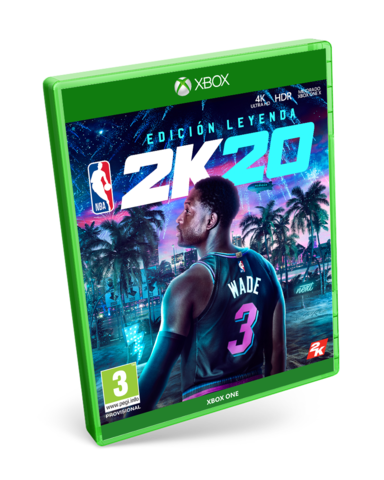 XBOX
4K HDR MEJORADO
ULTRA HD XBOX ONE X
EDICIÓN LEYENDA
NBA
2K20
WADE
3
3
www.pegi.info
PROVISIONAL
2K
XBOX ONE